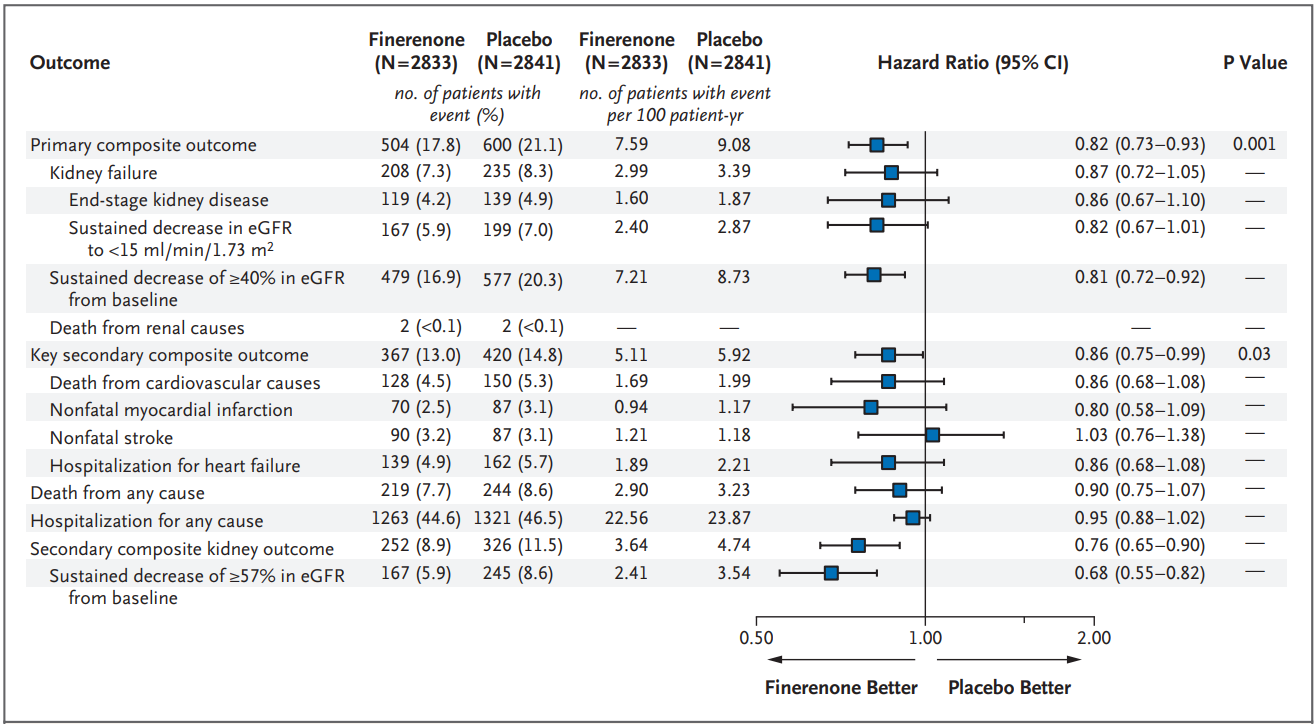 Outcome Finerenone (N=2833) Placebo (N=2841) Finerenone (N=2833) Placebo (N=2841) Hazard Ratio (95% CI) P Value
no. of patients with event (%) no. of patients with event per 100 patient-yr
Primary composite outcome 504 (17.8) 600 (21.1) 7.59 9.08 0.82 (0.73–0.93) 0.001
Kidney failure 208 (7.3) 235 (8.3) 2.99 3.39 0.87 (0.72–1.05) —
End-stage kidney disease 119 (4.2) 139 (4.9) 1.60 1.87 0.86 (0.67–1.10) —
Sustained decrease in eGFR
to <15 ml/min/1.73 m² 167 (5.9) 199 (7.0) 2.40 2.87 0.82 (0.67–1.01) —
Sustained decrease of ≥40% in eGFR 479 (16.9) 577 (20.3) 7.21 8.73 0.81 (0.72–0.92) —
from baseline
Death from renal causes 2 (<0.1) 2 (<0.1) — — — —
Key secondary composite outcome 367 (13.0) 420 (14.8) 5.11 5.92 0.86 (0.75–0.99) 0.03
Death from cardiovascular causes 128 (4.5) 150 (5.3) 1.69 1.99 0.86 (0.68–1.08) —
Nonfatal myocardial infarction 70 (2.5) 87 (3.1) 0.94 1.17 0.80 (0.58–1.09) —
Nonfatal stroke 90 (3.2) 87 (3.1) 1.21 1.18 1.03 (0.76–1.38) —
Hospitalization for heart failure 139 (4.9) 162 (5.7) 1.89 2.21 0.86 (0.68–1.08) —
Death from any cause 219 (7.7) 244 (8.6) 2.90 3.23 0.90 (0.75–1.07) —
Hospitalization for any cause 1263 (44.6) 1321 (46.5) 22.56 23.87 0.95 (0.88–1.02) —
Secondary composite kidney outcome 252 (8.9) 326 (11.5) 3.64 4.74 0.76 (0.65–0.90) —
Sustained decrease of ≥57% in eGFR 167 (5.9) 245 (8.6) 2.41 3.54 0.68 (0.55–0.82) —
from baseline
0.50 1.00 2.00
Finerenone Better Placebo Better